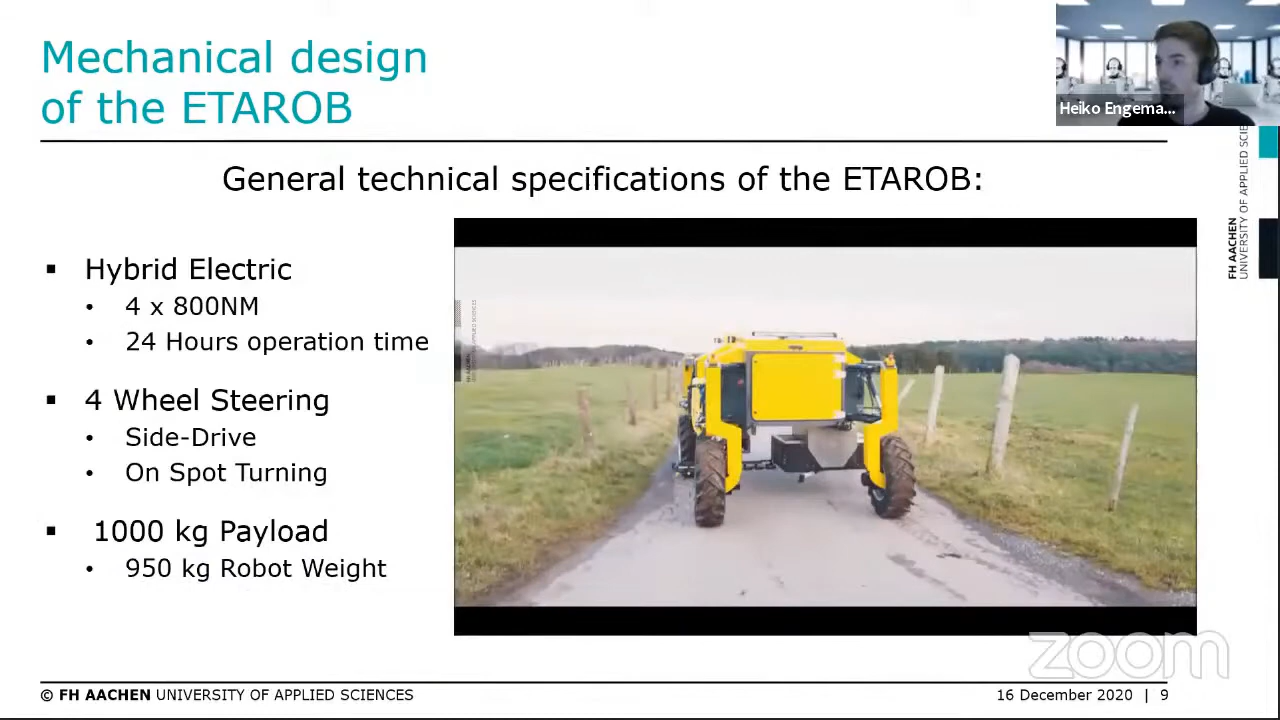 Mechanical design
of the ETAROB
Heiko Engema...
FH AACHEN
UNIVERSITY OF APPLIED SCIE
General technical specifications of the ETAROB:
▪ Hybrid Electric
• 4 x 800NM
• 24 Hours operation time
▪ 4 Wheel Steering
• Side-Drive
• On Spot Turning
▪ 1000 kg Payload
• 950 kg Robot Weight
zoom
© FH AACHEN UNIVERSITY OF APPLIED SCIENCES
16 December 2020 | 9